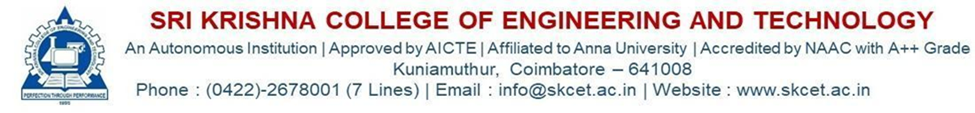 SRI KRISHNA COLLEGE OF ENGINEERING AND TECHNOLOGY
An Autonomous Institution | Approved by AICTE | Affiliated to Anna University | Accredited by NAAC with A++ Grade
Kuniamuthur, Coimbatore – 641008
Phone : (0422)-2678001 (7 Lines) | Email : info@skcet.ac.in | Website : www.skcet.ac.in
PERFECTION THROUGH PERFORMANCE